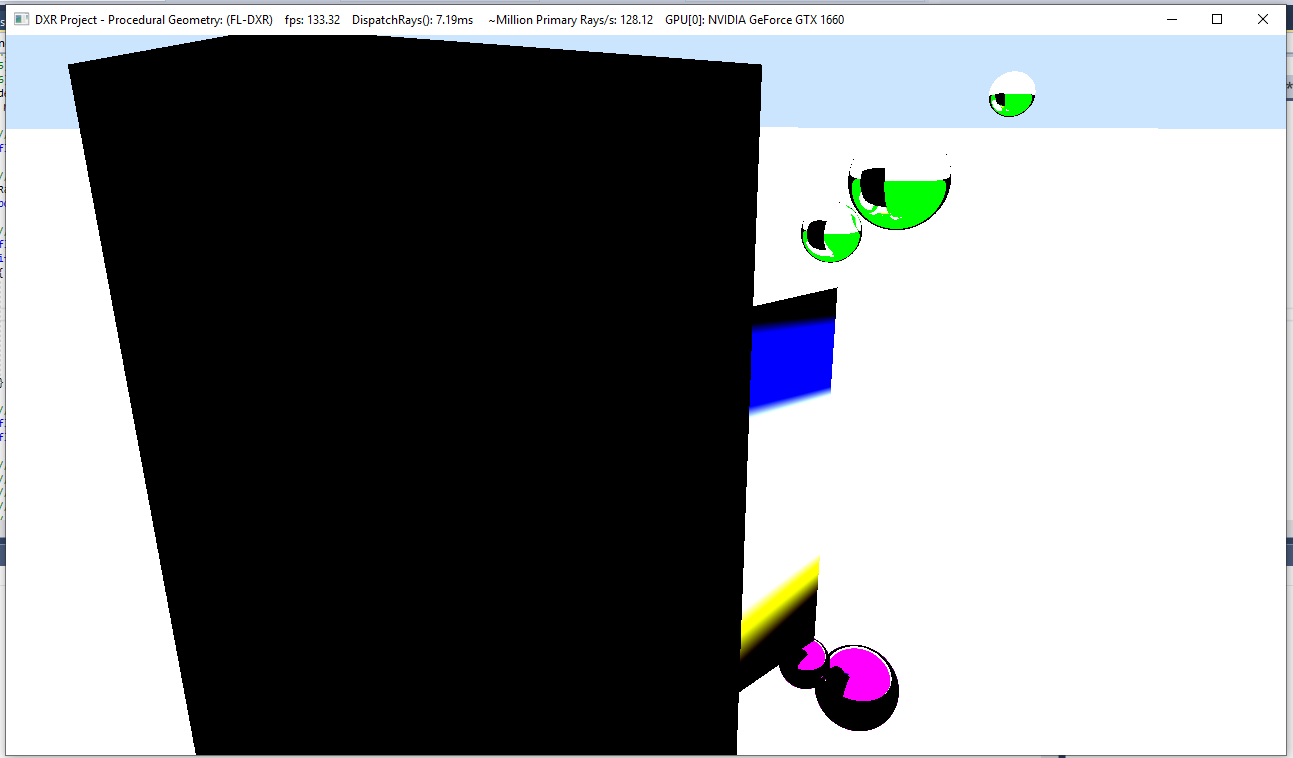 DXR Project - Procedural Geometry: (FL-DXR) fps: 133.32 DispatchRays(): 7.19ms ~Million Primary Rays/s: 128.12 GPU[0]: NVIDIA GeForce GTX 1660